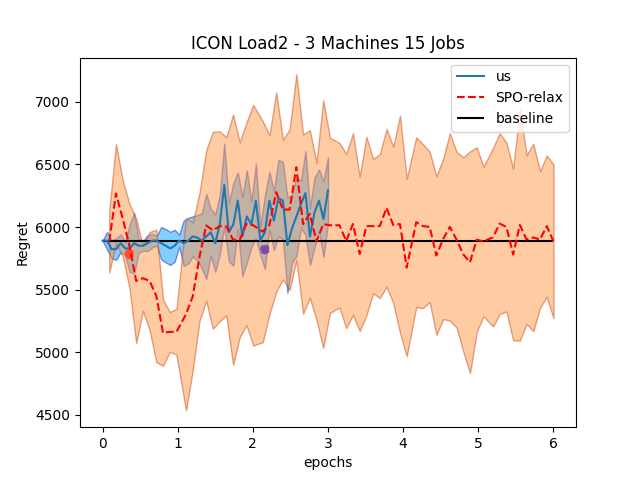 ICON Load2 - 3 Machines 15 Jobs
us
SPO-relax
baseline
Regret
7000
6500
6000
5500
5000
4500
0 1 2 3 4 5 6
epochs